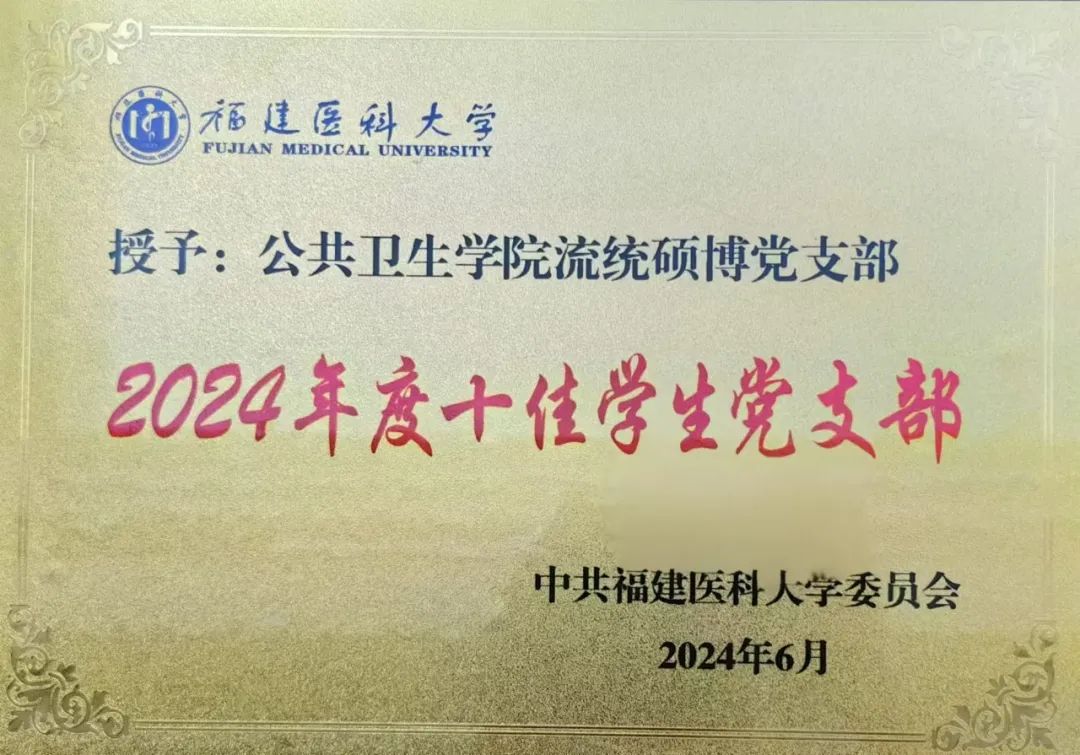 福建医科大学
FUJIAN MEDICAL UNIVERSITY
授予：公共卫生学院流统硕博党支部
2024年度十佳学生党支部
中共福建医科大学委员会
2024年6月